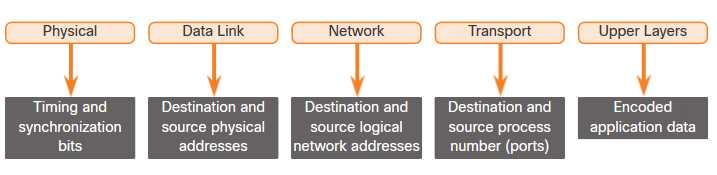 Physical
Data Link
Network
Transport
Upper Layers
Timing and
synchronization
bits
Destination and
source physical
addresses
Destination and
source logical
network addresses
Destination and
source process
number (ports)
Encoded
application data